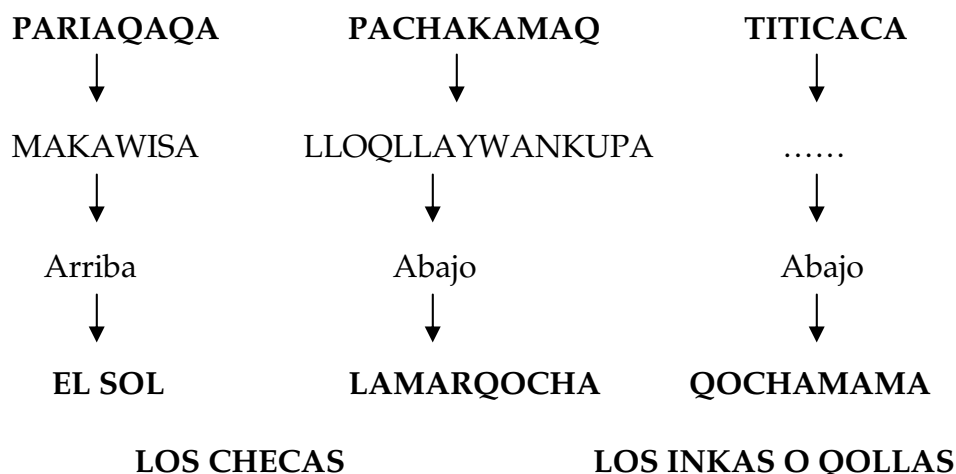 PARIAQAQA PACHAKAMAQ TITICACA
MAKAWISA LLOQLLAYWANKUPA ......
Arriba Abajo Abajo
EL SOL LAMARQOCHA QOCHAMAMA
LOS CHECAS LOS INKAS O QOLLAS